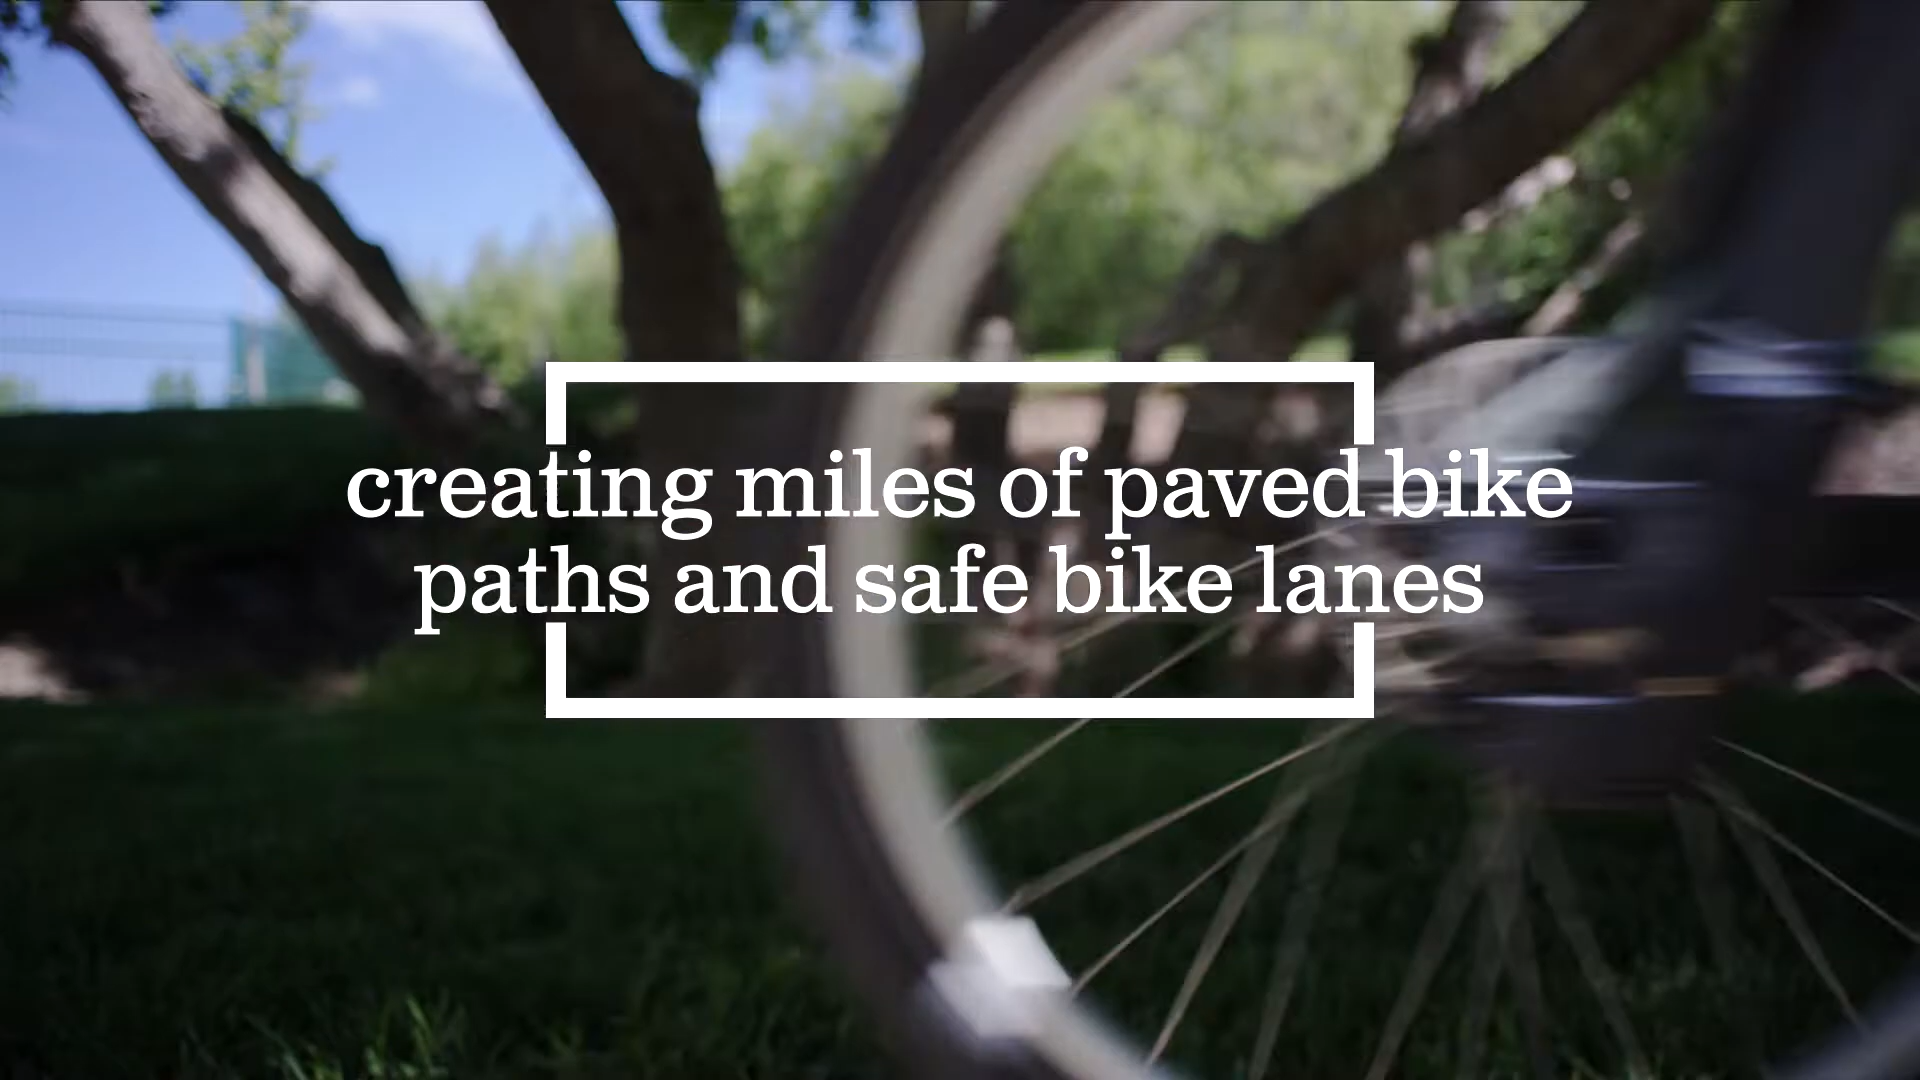 creating miles of paved bike
paths and safe bike lanes